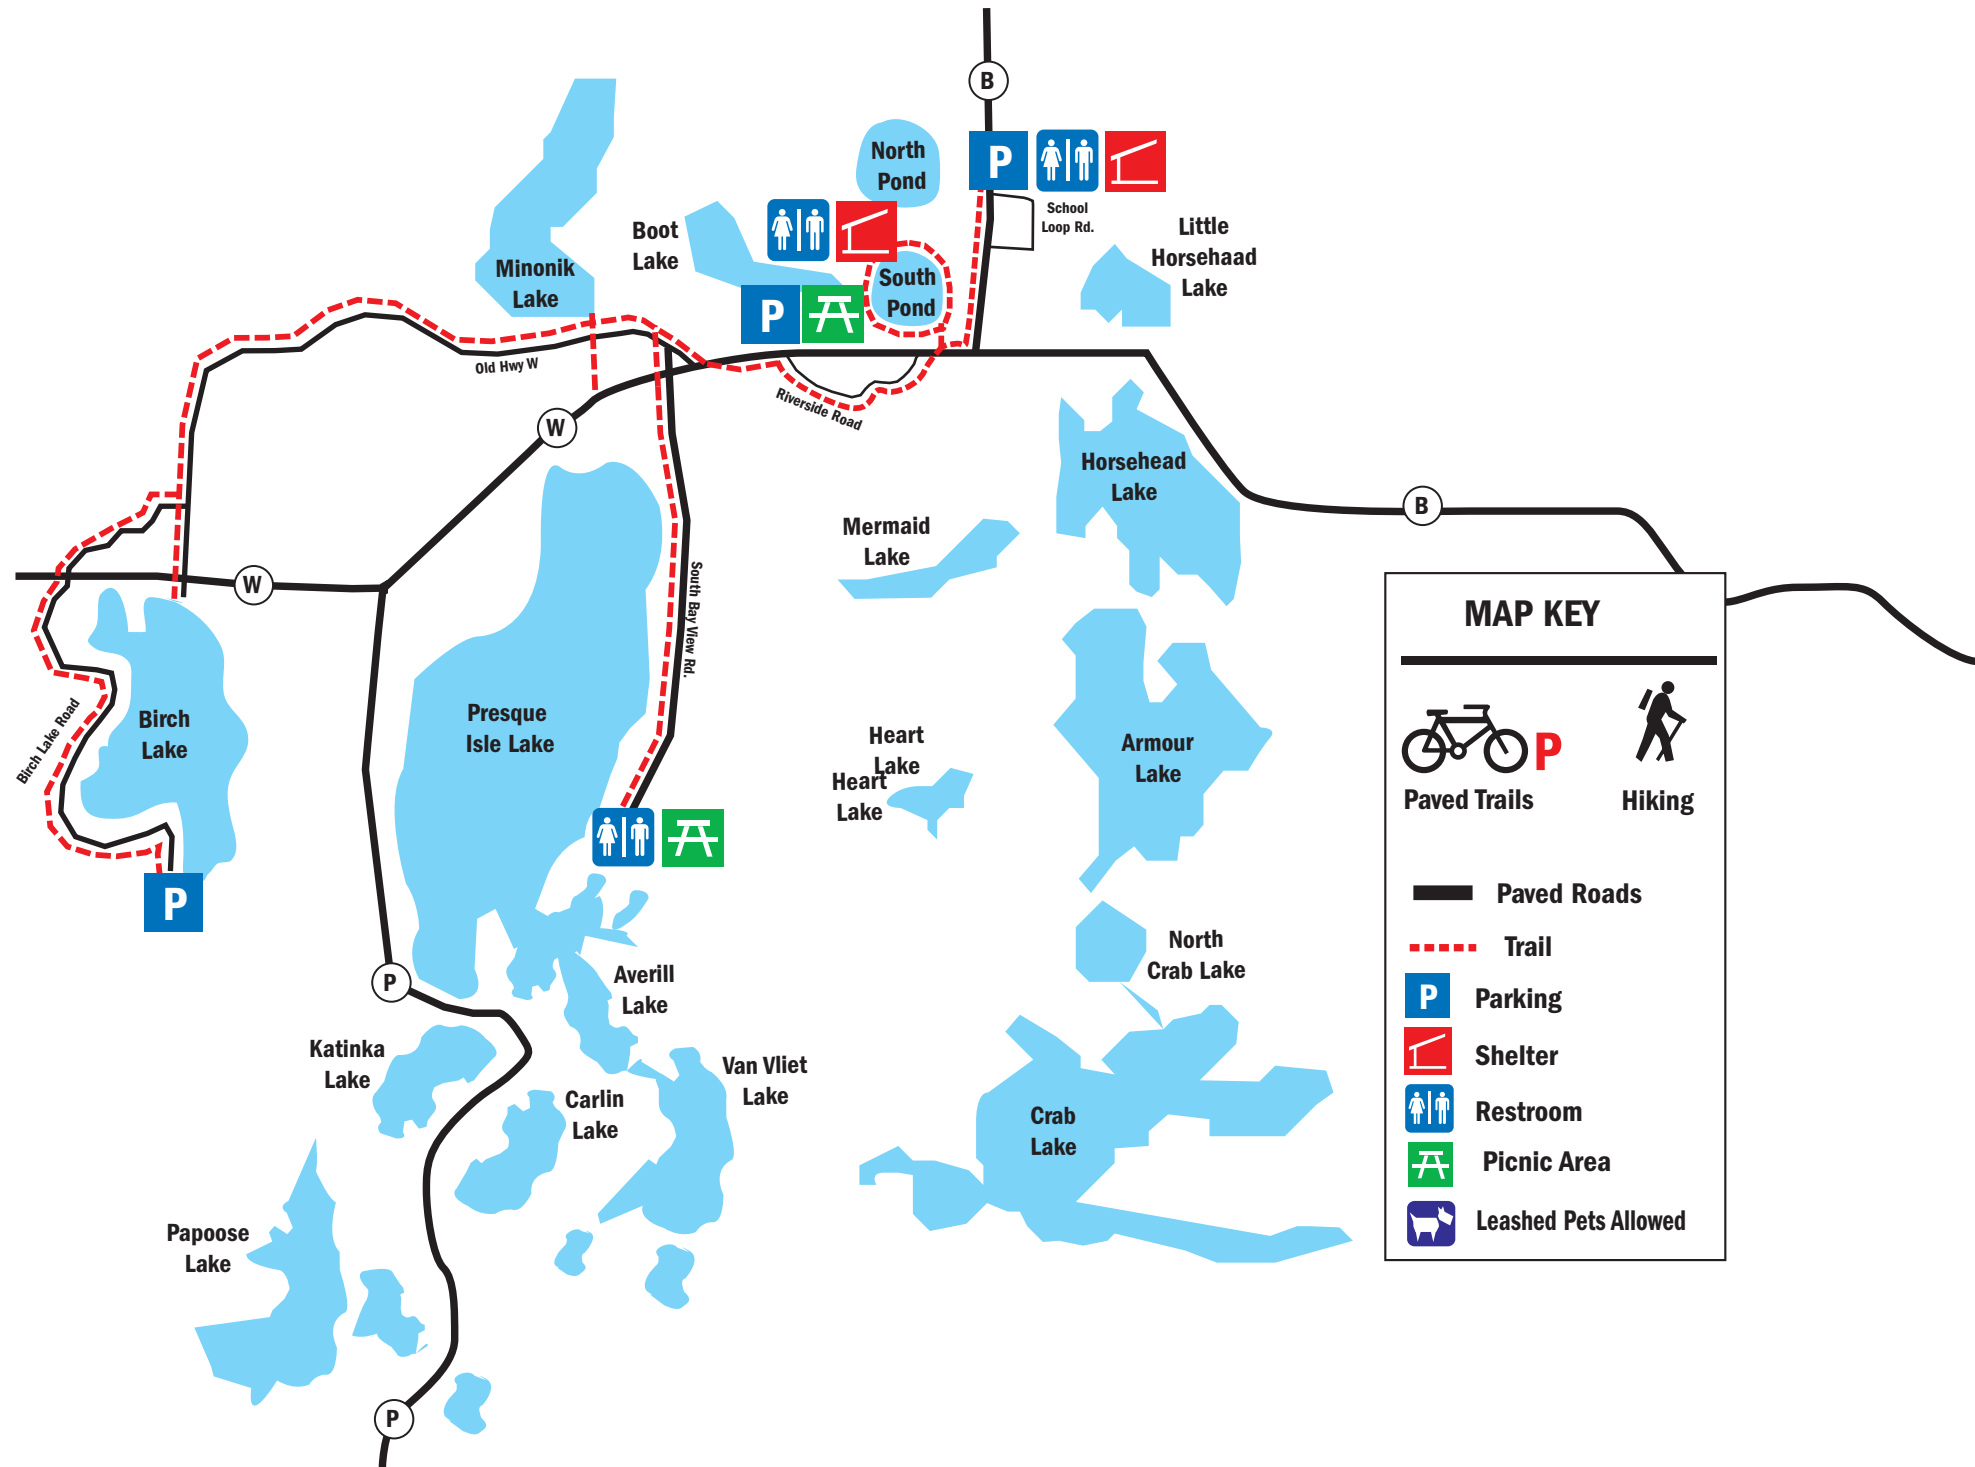 B
North
Pond
P
School
Loop Rd.
Boot
Lake
Little
Horsehaad
Lake
Minonik
Lake
South
Pond
P
Old Hwy W
Riverside Road
W
Horsehead
Lake
B
Mermaid
Lake
W
South Bay View Rd.
Birch Lake Road
Birch
Lake
Presque
Isle Lake
Heart
Lake
Heart
Lake
Armour
Lake
P
P
North
Crab Lake
Averill
Lake
Katinka
Lake
Van Vliet
Lake
Carlin
Lake
Crab
Lake
Papoose
Lake
P
MAP KEY
P
Paved Trails
Hiking
Paved Roads
Trail
P
Parking
Shelter
Restroom
Picnic Area
Leashed Pets Allowed